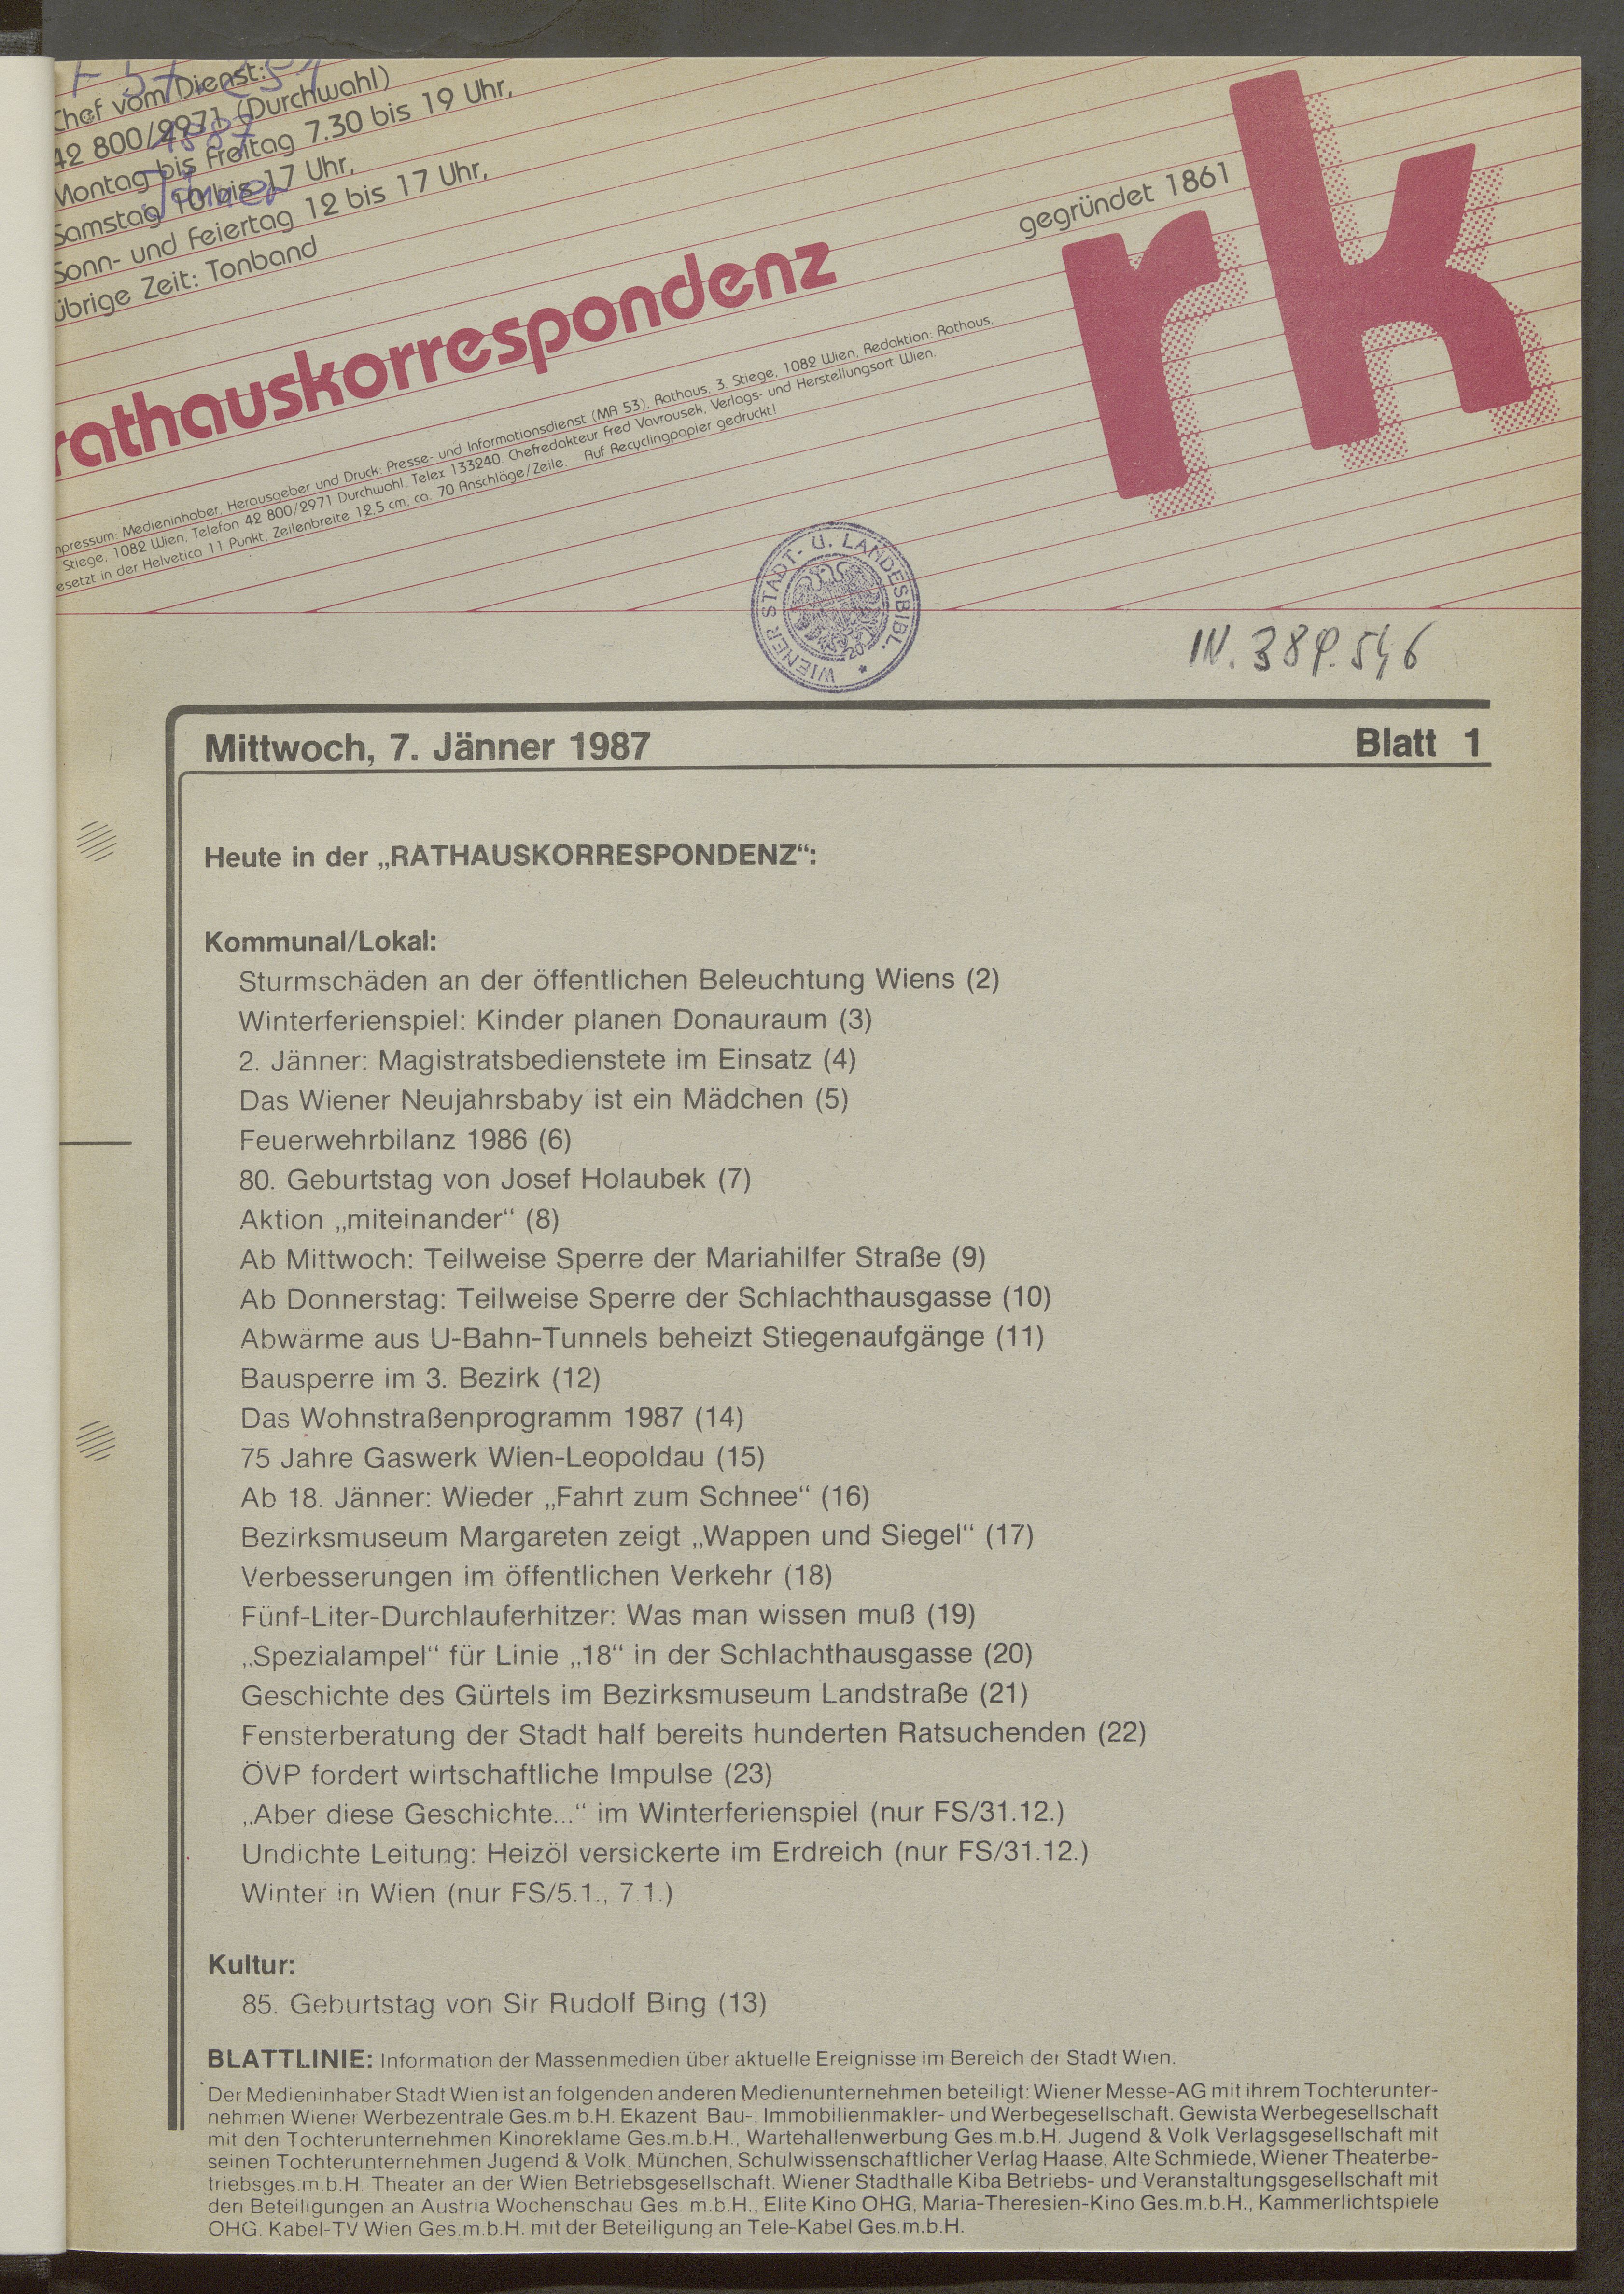 Chef vom Dienst:
42 800/2971 (Durchwahl)
Montag bis Freitag 7.30 bis 19 Uhr,
Samstag 10 bis 17 Uhr,
Sonn- und Feiertag 12 bis 17 Uhr,
übrige Zeit: Tonband
1987
Jänner
gegründet 1861
rk
rathauskorrespondenz
mpressum: Medieninhaber, Herausgeber und Druck: Presse- und Informationsdienst (MA 53), Rathaus, 3. Stiege, 1082 Wien, Redaktion: Rathaus,
Stiege, 1082 Wien, Telefon 42 800/2971 Durchwahl, Telex 133240. Chefredakteur Fred Vavrousek, Verlags- und Herstellungsort Wien.
esetzt in der Helvetica 11 Punkt, Zeilenbreite 12,5 cm, ca. 70 Anschläge/Zeile. Auf Recyclingpapier gedruckt!
WIENER STADT- U. LANDESBIBL. *
20
Mittwoch, 7. Jänner 1987 Blatt 1
Heute in der „RATHAUSKORRESPONDENZ“:
Kommunal/Lokal:
Sturmschäden an der öffentlichen Beleuchtung Wiens (2)
Winterferienspiel: Kinder planen Donauraum (3)
2. Jänner: Magistratsbedienstete im Einsatz (4)
Das Wiener Neujahrsbaby ist ein Mädchen (5)
Feuerwehrbilanz 1986 (6)
80. Geburtstag von Josef Holaubek (7)
Aktion „miteinander“ (8)
Ab Mittwoch: Teilweise Sperre der Mariahilfer Straße (9)
Ab Donnerstag: Teilweise Sperre der Schlachthausgasse (10)
Abwärme aus U-Bahn-Tunnels beheizt Stiegenaufgänge (11)
Bausperre im 3. Bezirk (12)
Das Wohnstraßenprogramm 1987 (14)
75 Jahre Gaswerk Wien-Leopoldau (15)
Ab 18. Jänner: Wieder „Fahrt zum Schnee“ (16)
Bezirksmuseum Margareten zeigt „Wappen und Siegel“ (17)
Verbesserungen im öffentlichen Verkehr (18)
Fünf-Liter-Durchlauferhitzer: Was man wissen muß (19)
„Spezialampel“ für Linie „18“ in der Schlachthausgasse (20)
Geschichte des Gürtels im Bezirksmuseum Landstraße (21)
Fensterberatung der Stadt half bereits hunderten Ratsuchenden (22)
ÖVP fordert wirtschaftliche Impulse (23)
„Aber diese Geschichte...“ im Winterferienspiel (nur FS/31.12.)
Undichte Leitung: Heizöl versickerte im Erdreich (nur FS/31.12.)
Winter in Wien (nur FS/5.1., 7.1.)
Kultur:
85. Geburtstag von Sir Rudolf Bing (13)
BLATTLINIE: Information der Massenmedien über aktuelle Ereignisse im Bereich der Stadt Wien.
Der Medieninhaber Stadt Wien ist an folgenden anderen Medienunternehmen beteiligt: Wiener Messe-AG mit ihrem Tochterunter-
nehmen Wiener Werbezentrale Ges.m.b.H. Ekazent Bau-, Immobilienmakler- und Werbegesellschaft. Gewista Werbegesellschaft
mit den Tochterunternehmen Kinoreklame Ges.m.b.H., Wartehallenwerbung Ges.m.b.H. Jugend & Volk Verlagsgesellschaft mit
seinen Tochterunternehmen Jugend & Volk, München, Schulwissenschaftlicher Verlag Haase, Alte Schmiede, Wiener Theaterbe-
triebsges.m.b.H. Theater an der Wien Betriebsgesellschaft. Wiener Stadthalle Kiba Betriebs- und Veranstaltungsgesellschaft mit
den Beteiligungen an Austria Wochenschau Ges. m.b.H., Elite Kino OHG, Maria-Theresien-Kino Ges.m.b.H., Kammerlichtspiele
OHG. Kabel-TV Wien Ges.m.b.H. mit der Beteiligung an Tele-Kabel Ges.m.b.H.